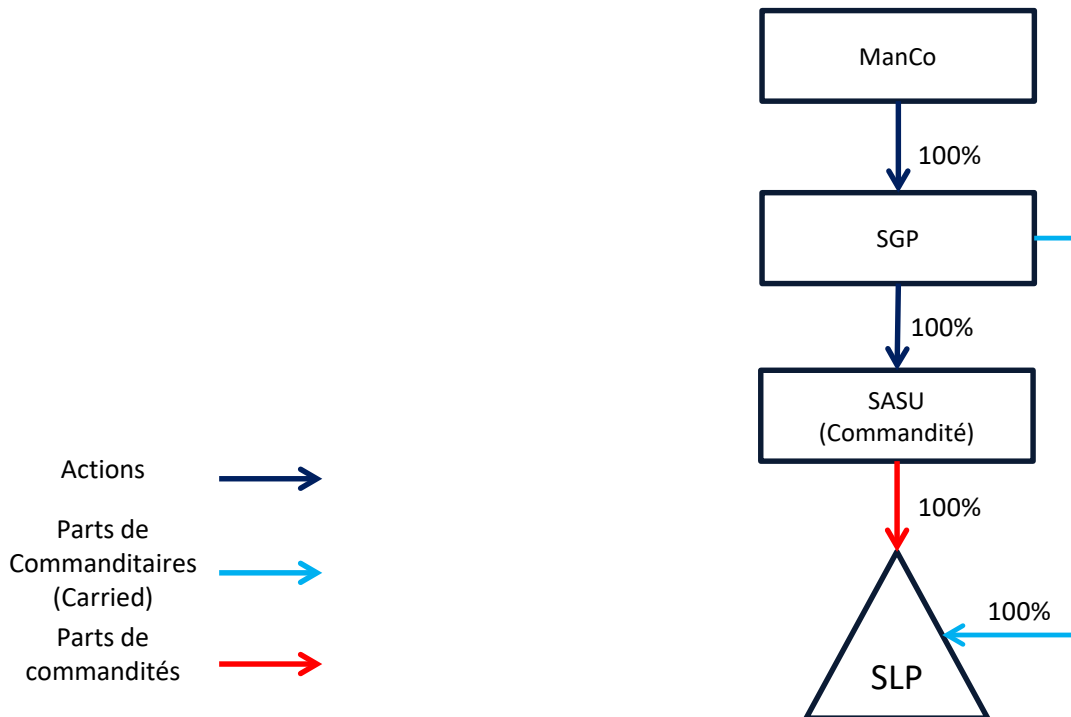 ManCo
100%
SGP
100%
SASU
(Commandité)
100%
100%
SLP
Actions
Parts de
Commanditaires
(Carried)
Parts de
commandités